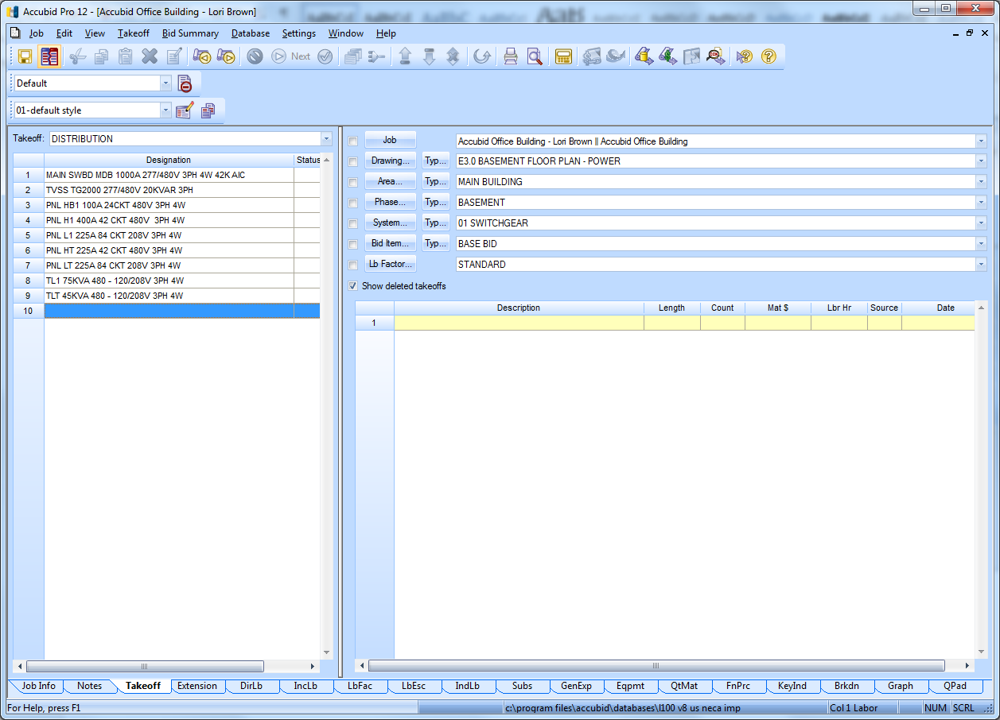 Accubid Pro 12 - [Accubid Office Building - Lori Brown]
Job Edit View Takeoff Bid Summary Database Settings Window Help
Next
Default
01-default style
Takeoff: DISTRIBUTION
Designation Status
1 MAIN SWBD MDB 1000A 277/480V 3PH 4W 42K AIC
2 TVSS TG2000 277/480V 20KVAR 3PH
3 PNL HB1 100A 24CKT 480V 3PH 4W
4 PNL H1 400A 42 CKT 480V 3PH 4W
5 PNL L1 225A 84 CKT 208V 3PH 4W
6 PNL HT 225A 42 CKT 480V 3PH 4W
7 PNL LT 225A 84 CKT 208V 3PH 4W
8 TL1 75KVA 480 - 120/208V 3PH 4W
9 TLT 45KVA 480 - 120/208V 3PH 4W
10
Job Accubid Office Building - Lori Brown Accubid Office Building
Drawing... Typ... E3.0 BASEMENT FLOOR PLAN - POWER
Area... Typ... MAIN BUILDING
Phase... Typ... BASEMENT
System... Typ... 01 SWITCHGEAR
Bid Item... Typ... BASE BID
Lb Factor... STANDARD
Show deleted takeoffs
Description Length Count Mat $ Lbr Hr Source Date
1
Job Info Notes Takeoff Extension DirLb IncLb LbFac LbEsc IndLb Subs GenExp Eqpmt QtMat FnPrc KeyInd Brkdn Graph QPad
For Help, press F1 c:\program files\accubid\databases\l100 v8 us neca imp Col 1 Labor NUM SCRL